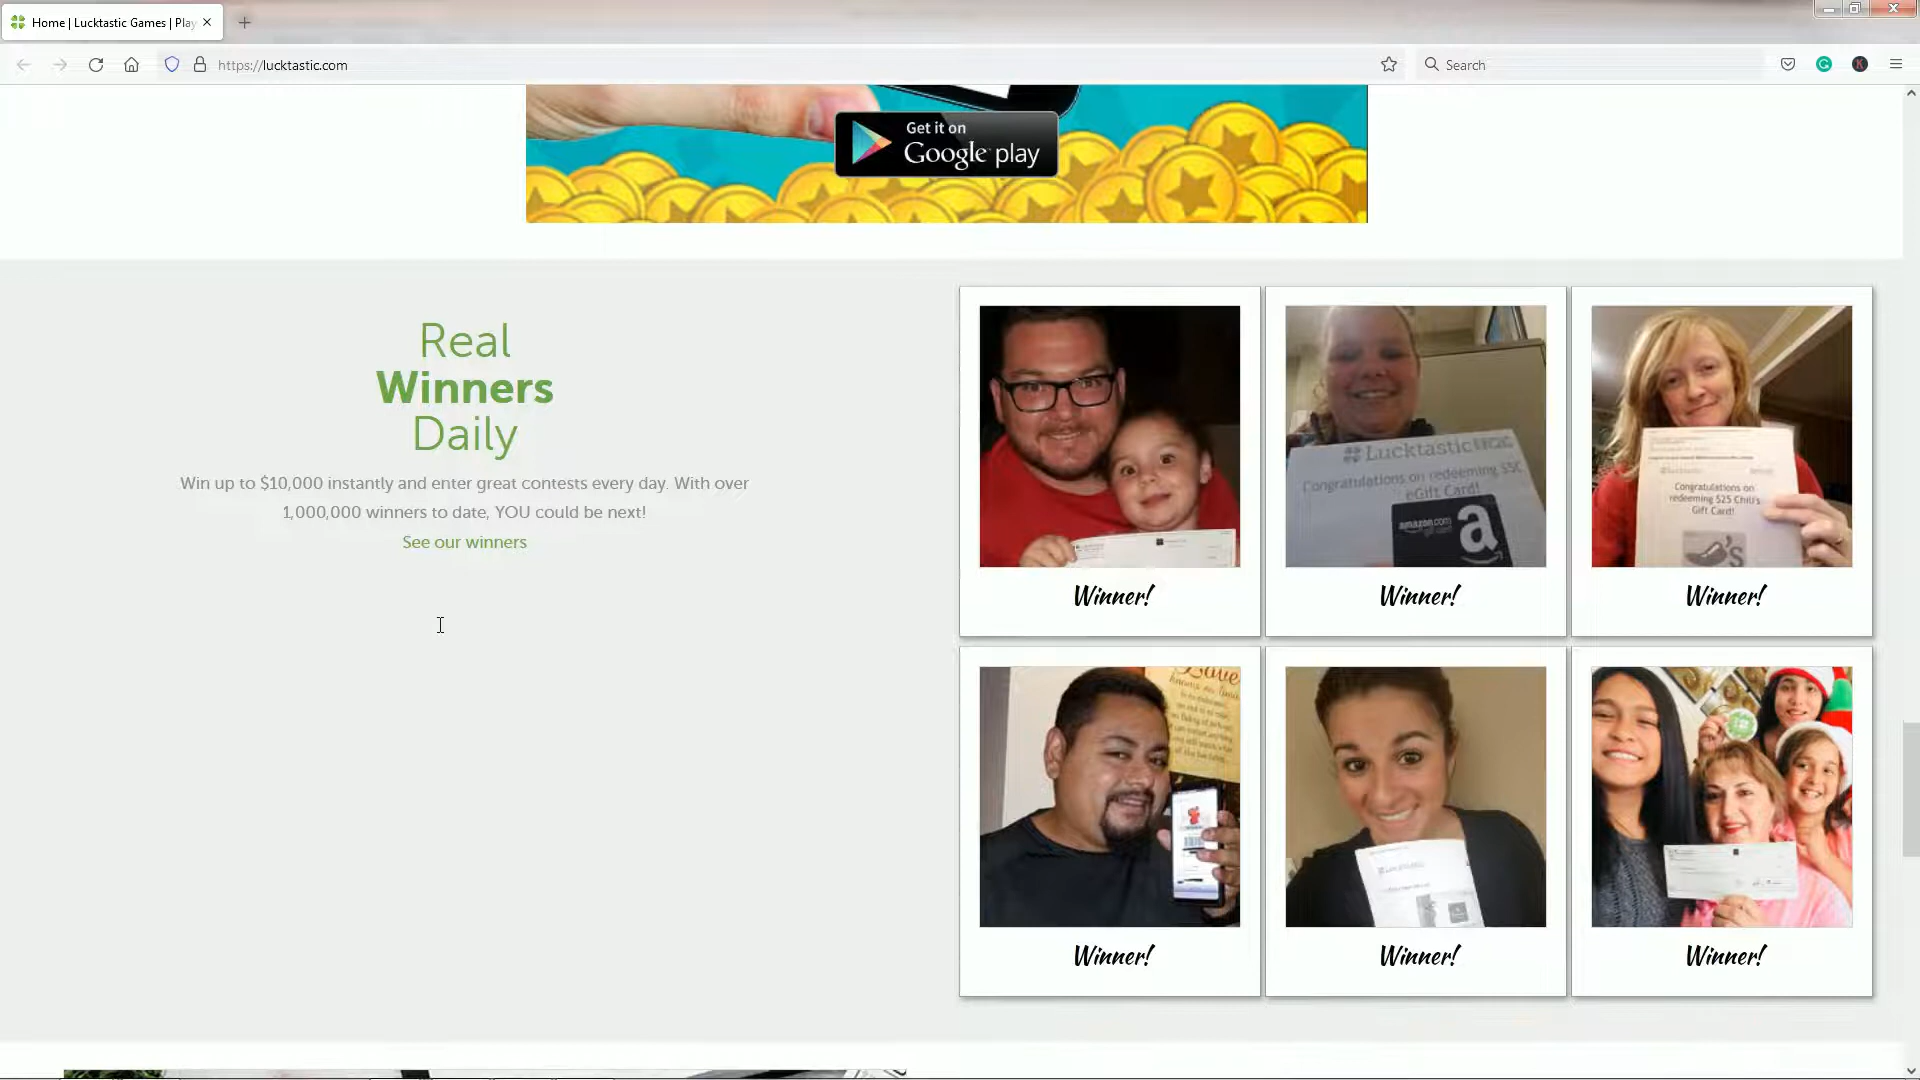 Home | Lucktastic Games | Play
https://lucktastic.com
Search
Get it on
Google play
Real
Winners
Daily
Win up to $10,000 instantly and enter great contests every day. With over
1,000,000 winners to date, YOU could be next!
See our winners
Lucktastic
Congratulations on redeeming
eGift Card!
amazon.com
a
Congratulations on
redeeming $25 Chili's
Gift Card!
Winner!
Winner!
Winner!
Love
Winner!
Winner!
Winner!